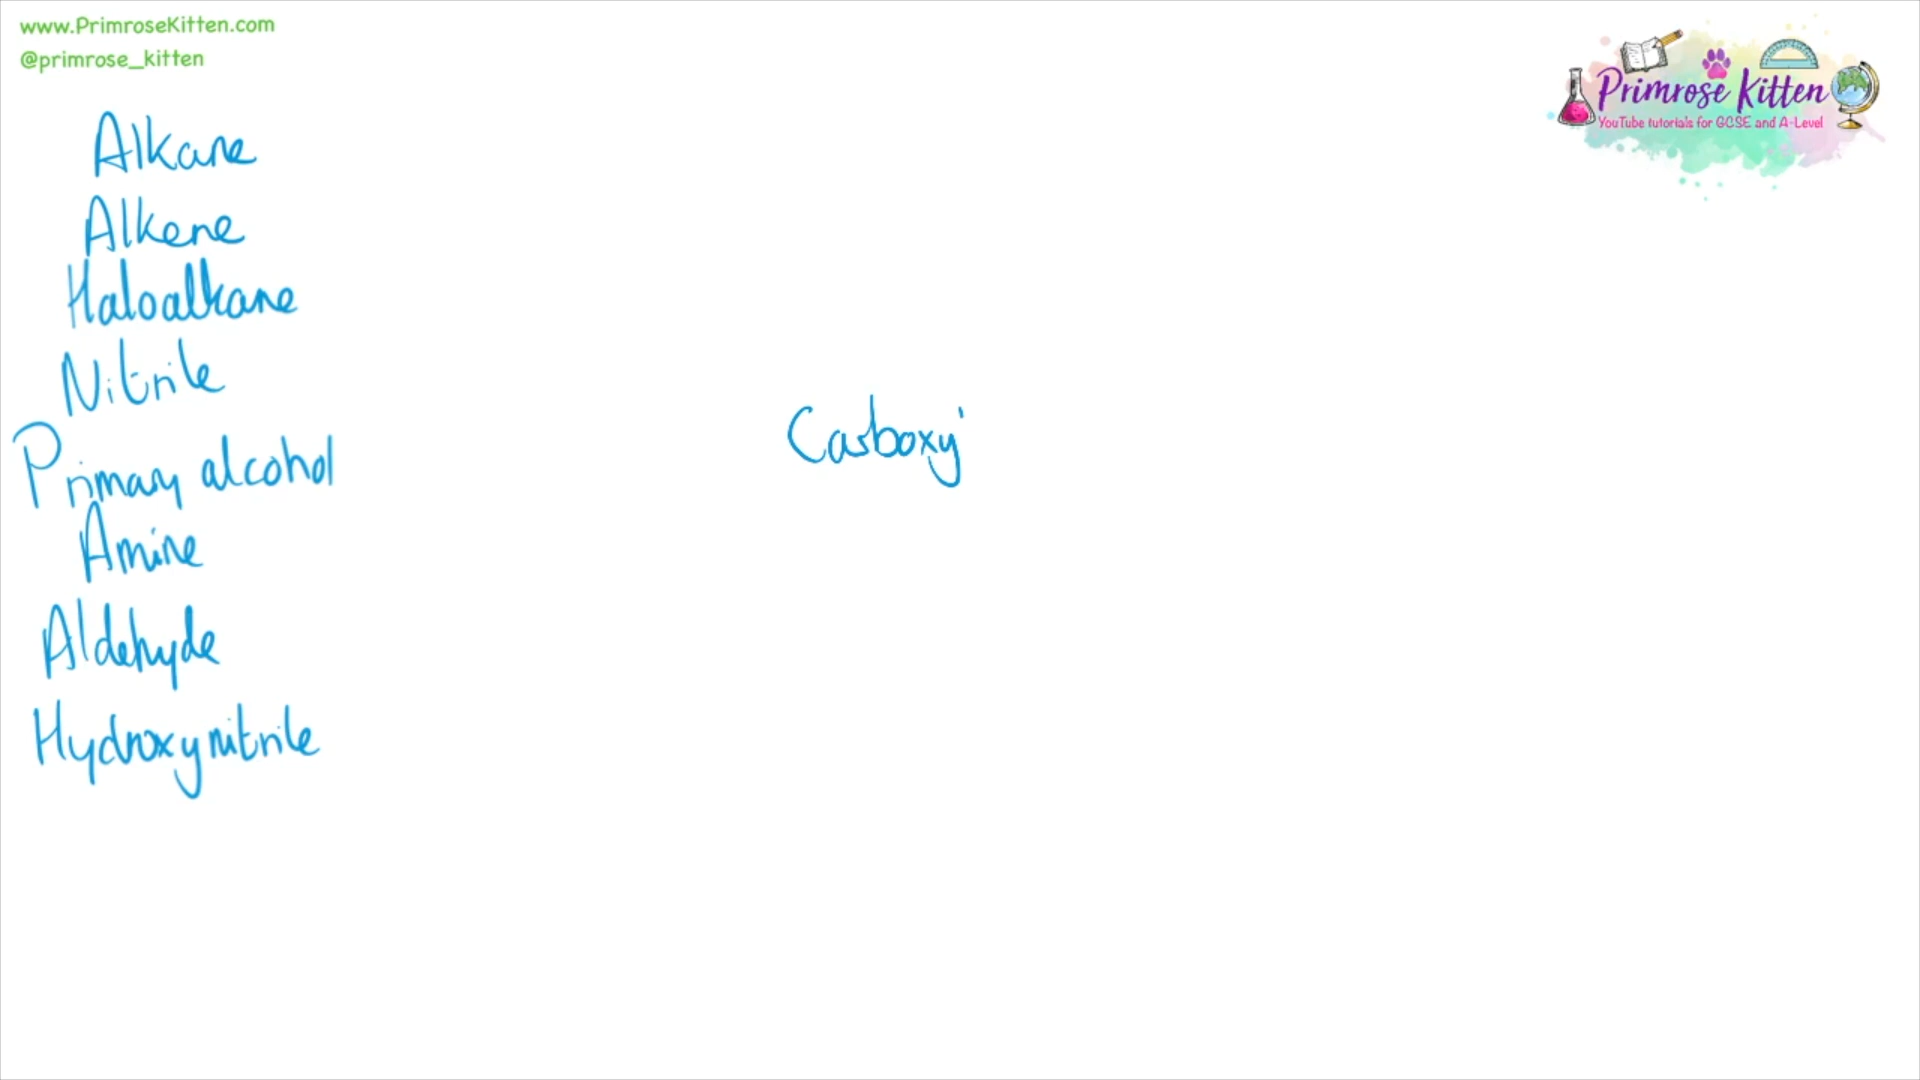 www.PrimroseKitten.com
@primrose_kitten
Primrose Kitten
YouTube tutorials for GCSE and A-Level
Alkane
Alkene
Haloalkane
Nitrile
Primary alcohol
Amine
Aldehyde
Hydroxynitrile
Carboxy